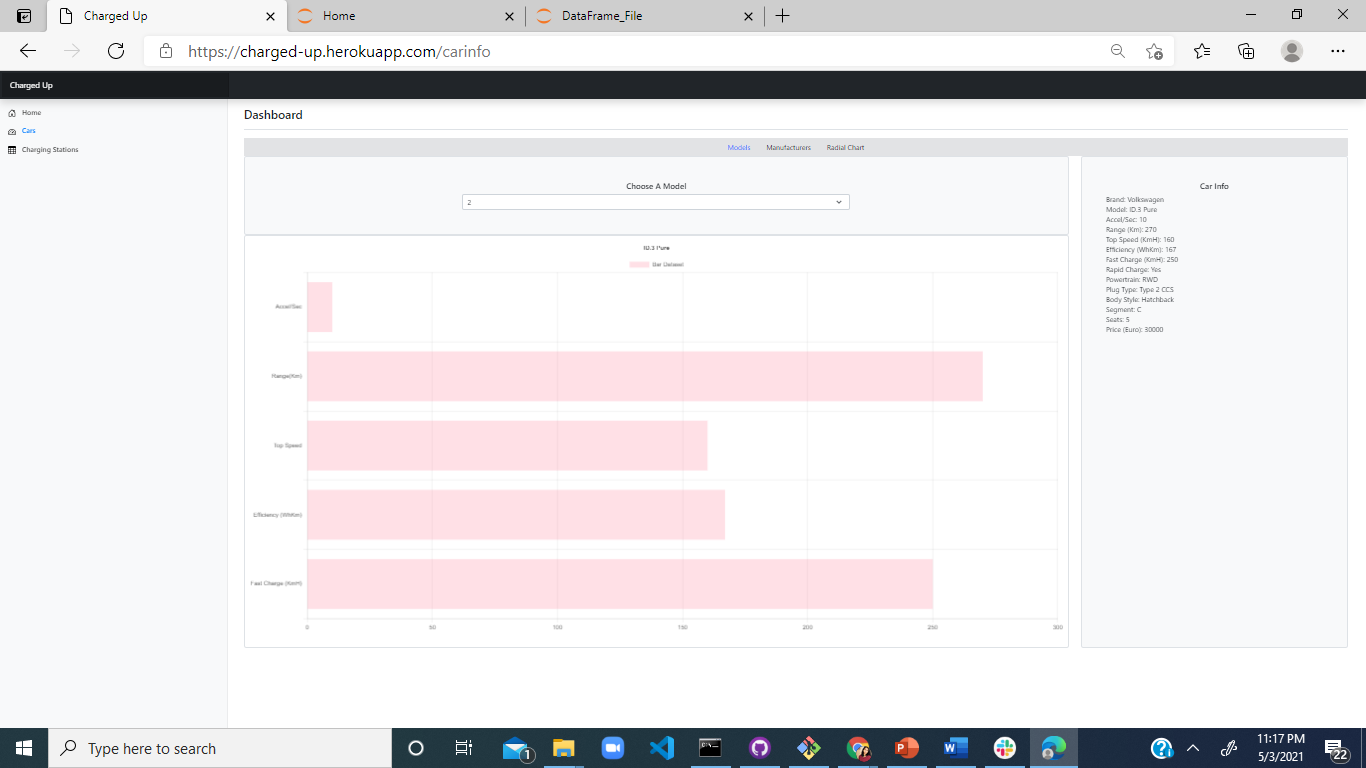 Charged Up
Home
DataFrame_File
https://charged-up.herokuapp.com/carinfo
Charged Up
Home
Cars
Charging Stations
Dashboard
Models Manufacturers Radial Chart
Choose A Model
2
ID.3 Pure
Bar Dataset
Accel/Sec
Range(Km)
Top Speed
Efficiency (WhKm)
Fast Charge (KmH)
0 50 100 150 200 250 300
Car Info
Brand: Volkswagen
Model: ID.3 Pure
Accel/Sec: 10
Range (Km): 270
Top Speed (KmH): 160
Efficiency (WhKm): 167
Fast Charge (KmH): 250
Rapid Charge: Yes
Powertrain: RWD
Plug Type: Type 2 CCS
Body Style: Hatchback
Segment: C
Seats: 5
Price (Euro): 30000
Type here to search
1
11:17 PM
5/3/2021
22